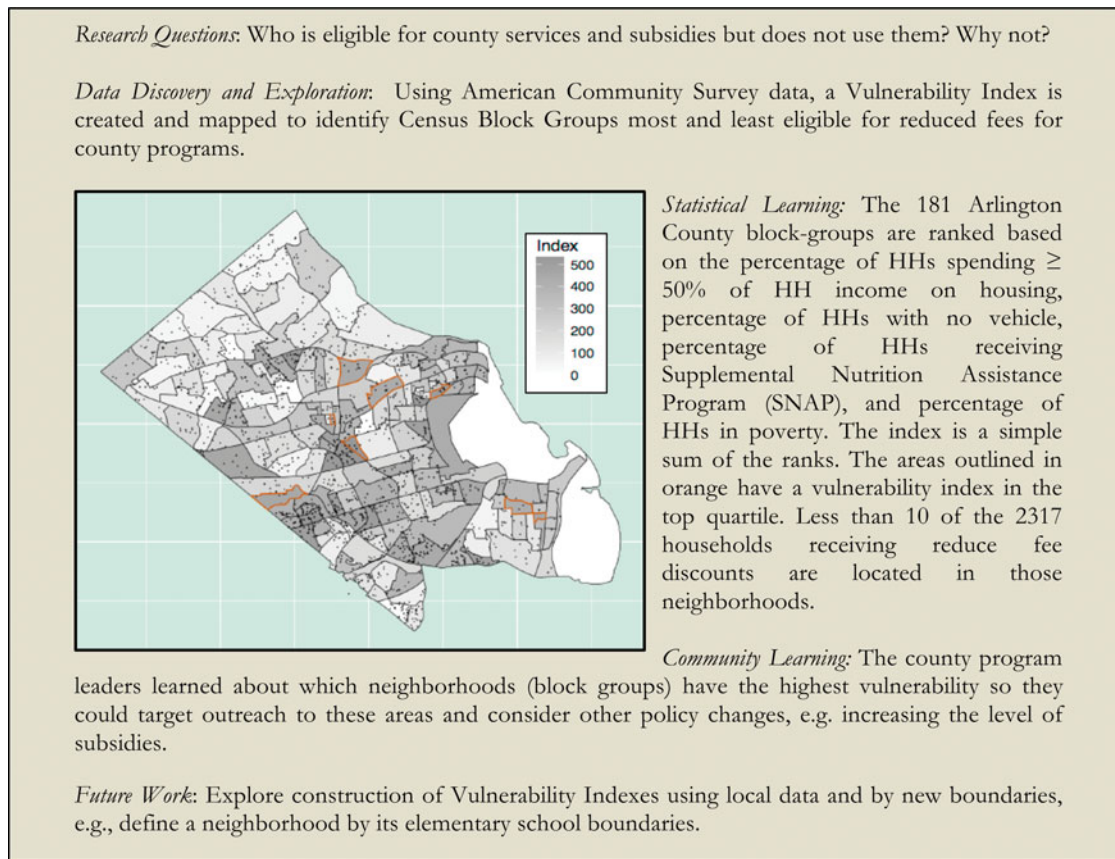 Research Questions: Who is eligible for county services and subsidies but does not use them? Why not?
Data Discovery and Exploration: Using American Community Survey data, a Vulnerability Index is
created and mapped to identify Census Block Groups most and least eligible for reduced fees for
county programs.
Index
500
400
300
200
100
0
Statistical Learning: The 181 Arlington
County block-groups are ranked based
on the percentage of HHs spending ≥
50% of HH income on housing,
percentage of HHs with no vehicle,
percentage of HHs receiving
Supplemental Nutrition Assistance
Program (SNAP), and percentage of
HHs in poverty. The index is a simple
sum of the ranks. The areas outlined in
orange have a vulnerability index in the
top quartile. Less than 10 of the 2317
households receiving reduce fee
discounts are located in those
neighborhoods.
Community Learning: The county program
leaders learned about which neighborhoods (block groups) have the highest vulnerability so they
could target outreach to these areas and consider other policy changes, e.g. increasing the level of
subsidies.
Future Work: Explore construction of Vulnerability Indexes using local data and by new boundaries,
e.g., define a neighborhood by its elementary school boundaries.